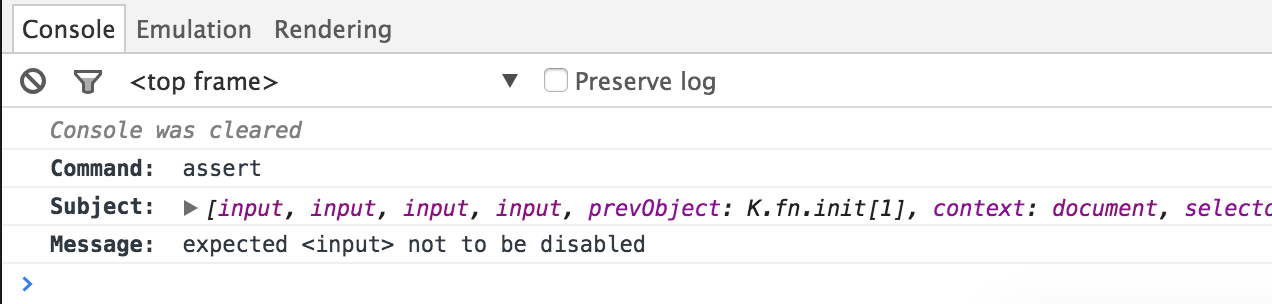 Console Emulation Rendering
<top frame> ▼ Preserve log
Console was cleared
Command: assert
Subject: ▶ [input, input, input, input, prevObject: K.fn.init[1], context: document, selecto
Message: expected <input> not to be disabled
>